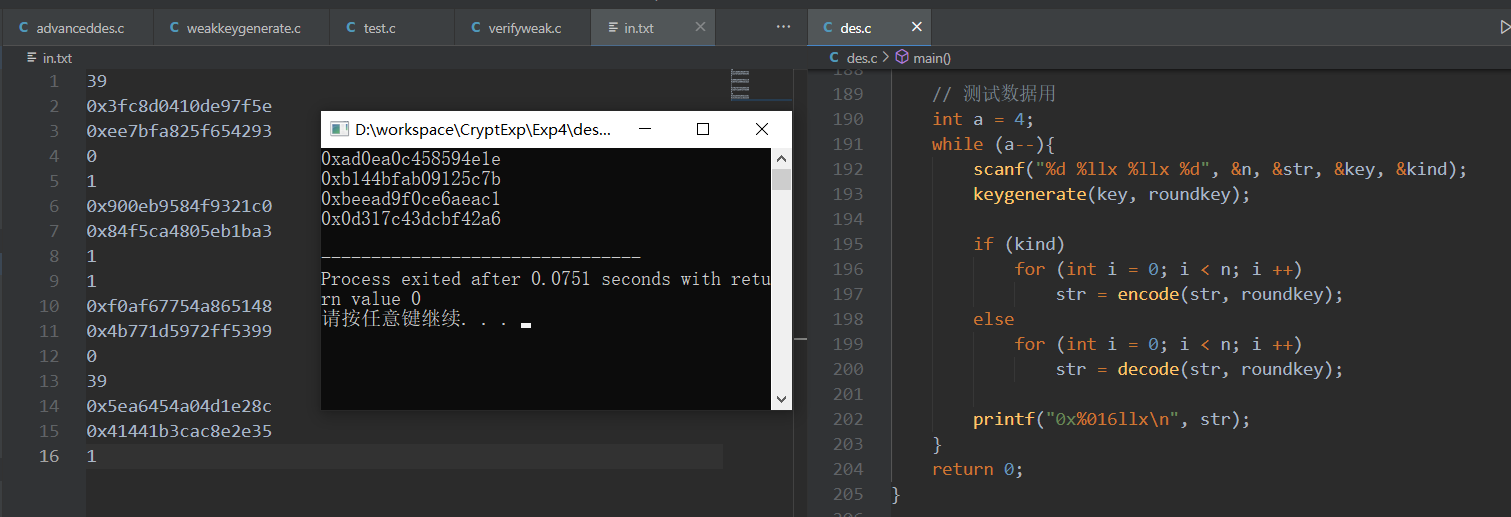 advanceddes.c
weakkeygenerate.c
test.c
verifyweak.c
in.txt
in.txt
1 39
2 0x3fc8d0410de97f5e
3 0xee7bfa825f654293
4 0
5 1
6 0x900eb9584f9321c0
7 0x84f5ca4805eb1ba3
8 1
9 1
10 0xf0af67754a865148
11 0x4b771d5972ff5399
12 0
13 39
14 0x5ea6454a04d1e28c
15 0x41441b3cac8e2e35
16 1
D:\workspace\CryptExp\Exp4\des...
0xad0ea0c458594e1e
0xb144bfab09125c7b
0xbeead9f0ce6aeac1
0x0d317c43dcbf42a6
--------------------------------
Process exited after 0.0751 seconds with retu
rn value 0
请按任意键继续. . .
des.c
des.c > main()
188
189 // 测试数据用
190 int a = 4;
191 while (a--){
192 scanf("%d %llx %llx %d", &n, &str, &key, &kind);
193 keygenerate(key, roundkey);
194
195 if (kind)
196 for (int i = 0; i < n; i ++)
197 str = encode(str, roundkey);
198 else
199 for (int i = 0; i < n; i ++)
200 str = decode(str, roundkey);
201
202 printf("0x%016llx\n", str);
203 }
204 return 0;
205 }